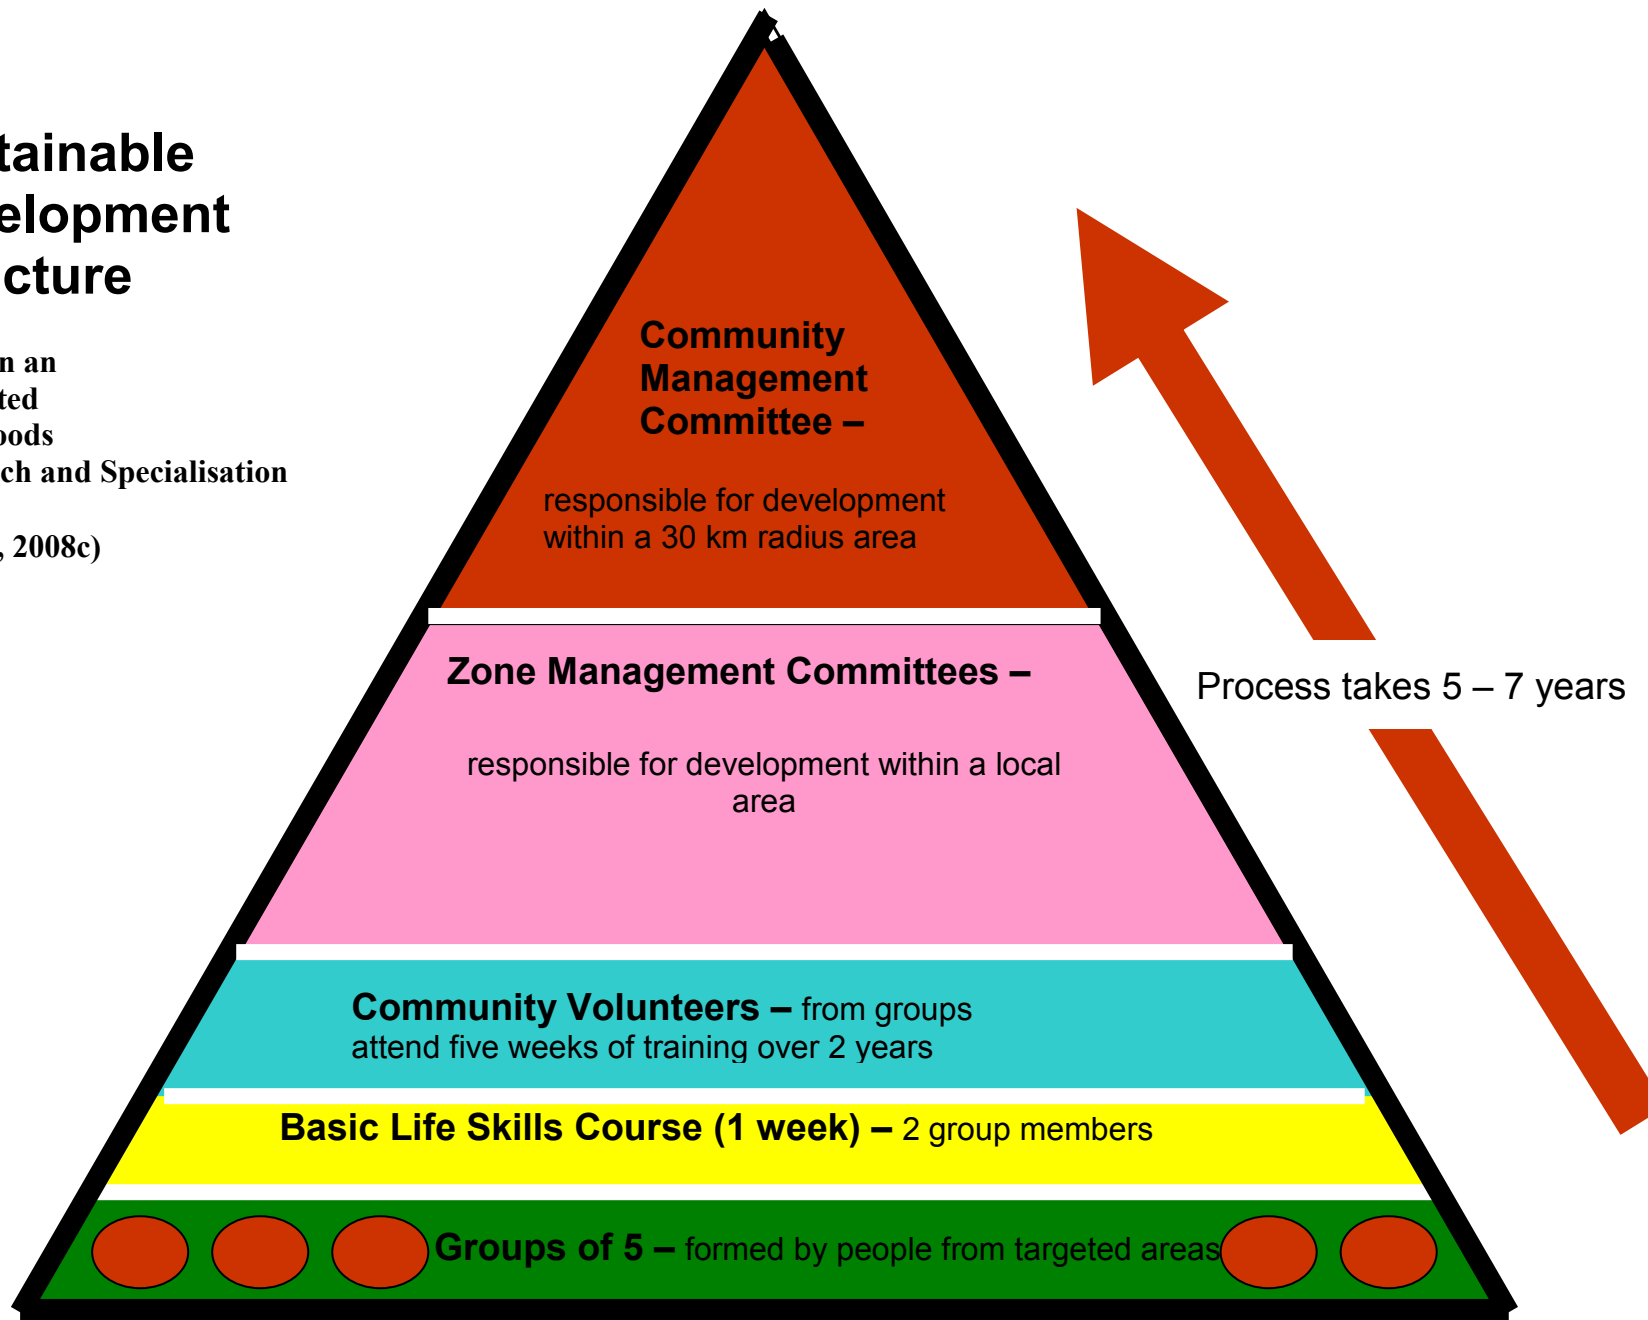 tainable
elopment
cture
n an
ted
oods
ch and Specialisation
, 2008c)
Community
Management
Committee –
responsible for development
within a 30 km radius area
Zone Management Committees –
responsible for development within a local
area
Process takes 5 – 7 years
Community Volunteers – from groups
attend five weeks of training over 2 years
Basic Life Skills Course (1 week) – 2 group members
Groups of 5 – formed by people from targeted areas